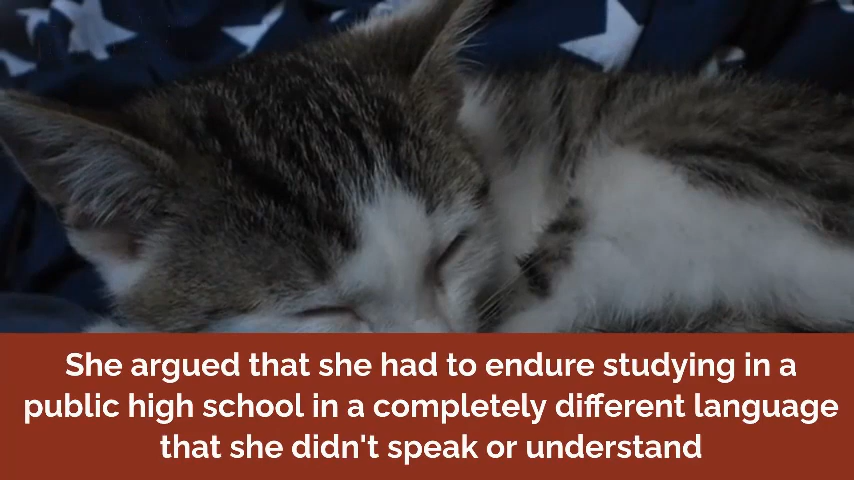 She argued that she had to endure studying in a
public high school in a completely different language
that she didn't speak or understand